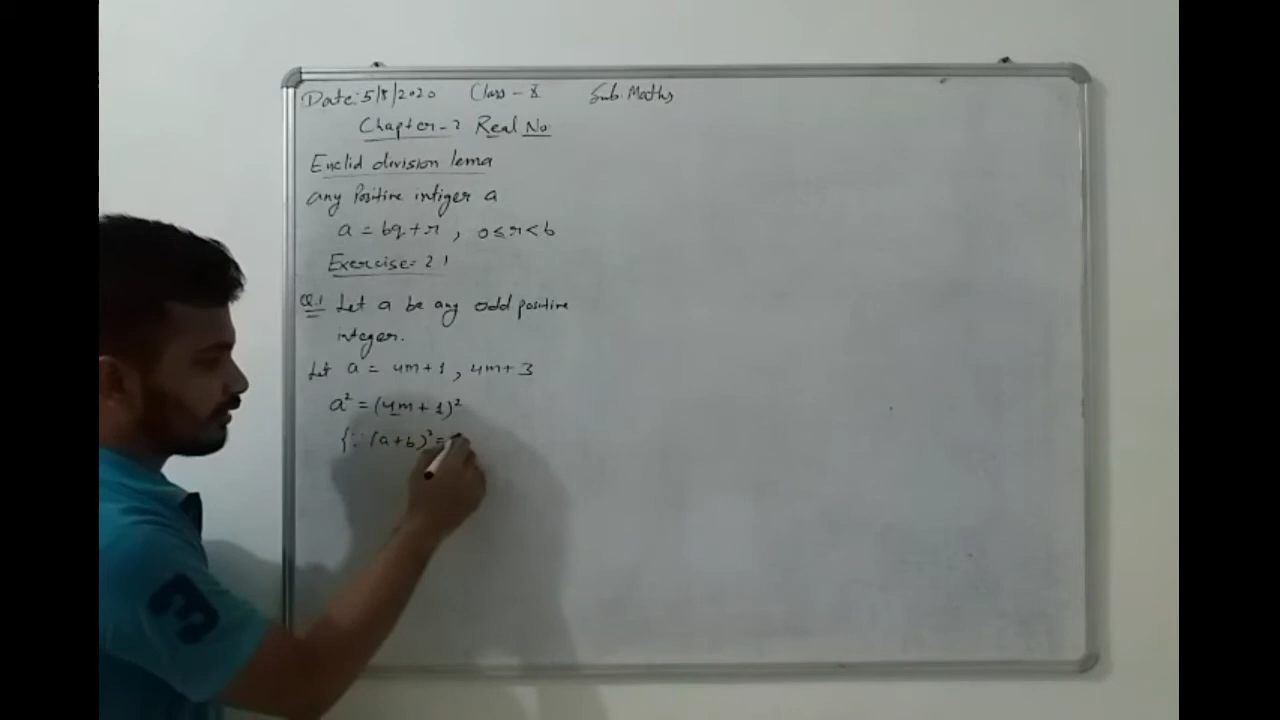 Date: 5/8/2020 Class - X Sub. Maths
Chapter - 2 Real No
Euclid division lema
any Positive intiger a
a = bq + r , 0 ≤ r < b
Exercise = 2.1
Q.1 Let a be any odd positive
integer.
Let a = 4m + 1 , 4m + 3
a² = (4m + 1)²
{∵ (a + b)² =
3